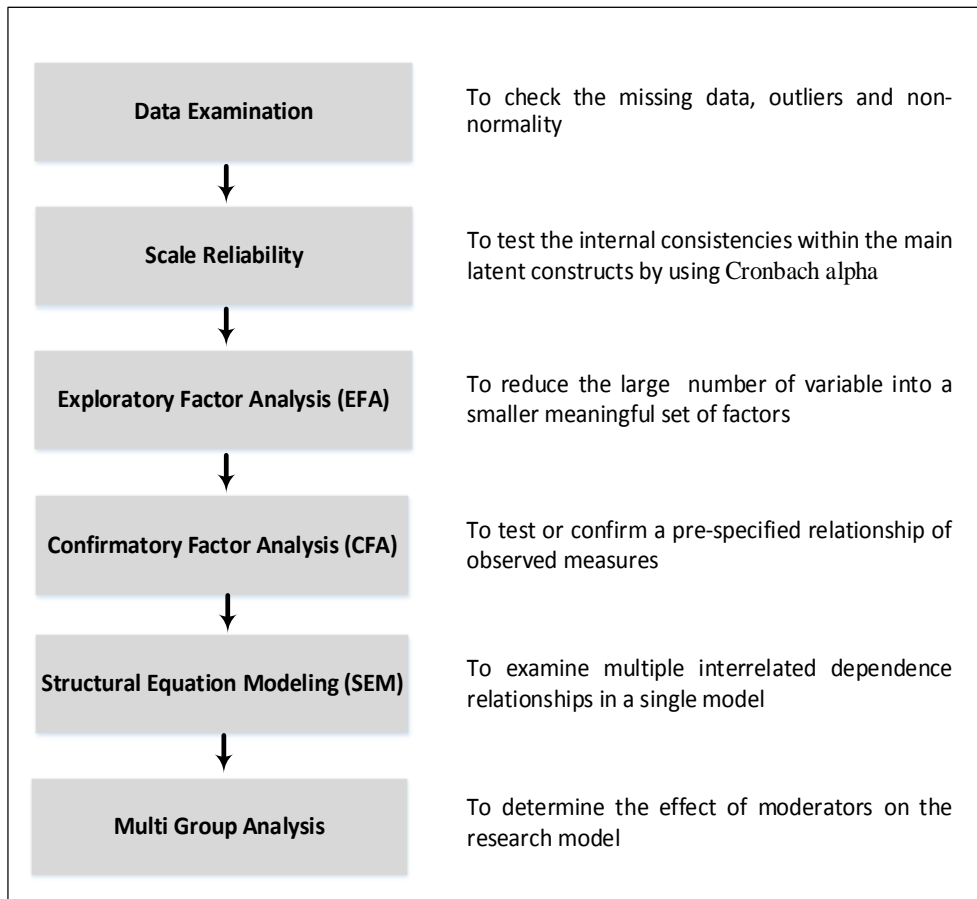 Data Examination
To check the missing data, outliers and non-
normality
Scale Reliability
To test the internal consistencies within the main
latent constructs by using Cronbach alpha
Exploratory Factor Analysis (EFA)
To reduce the large number of variable into a
smaller meaningful set of factors
Confirmatory Factor Analysis (CFA)
To test or confirm a pre-specified relationship of
observed measures
Structural Equation Modeling (SEM)
To examine multiple interrelated dependence
relationships in a single model
Multi Group Analysis
To determine the effect of moderators on the
research model